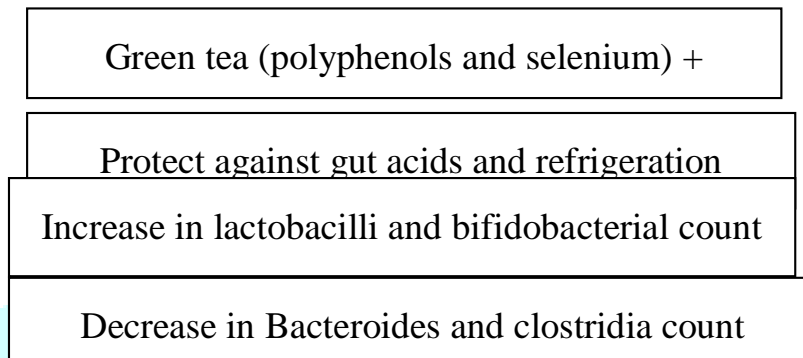 Green tea (polyphenols and selenium) +
Protect against gut acids and refrigeration
Increase in lactobacilli and bifidobacterial count
Decrease in Bacteroides and clostridia count